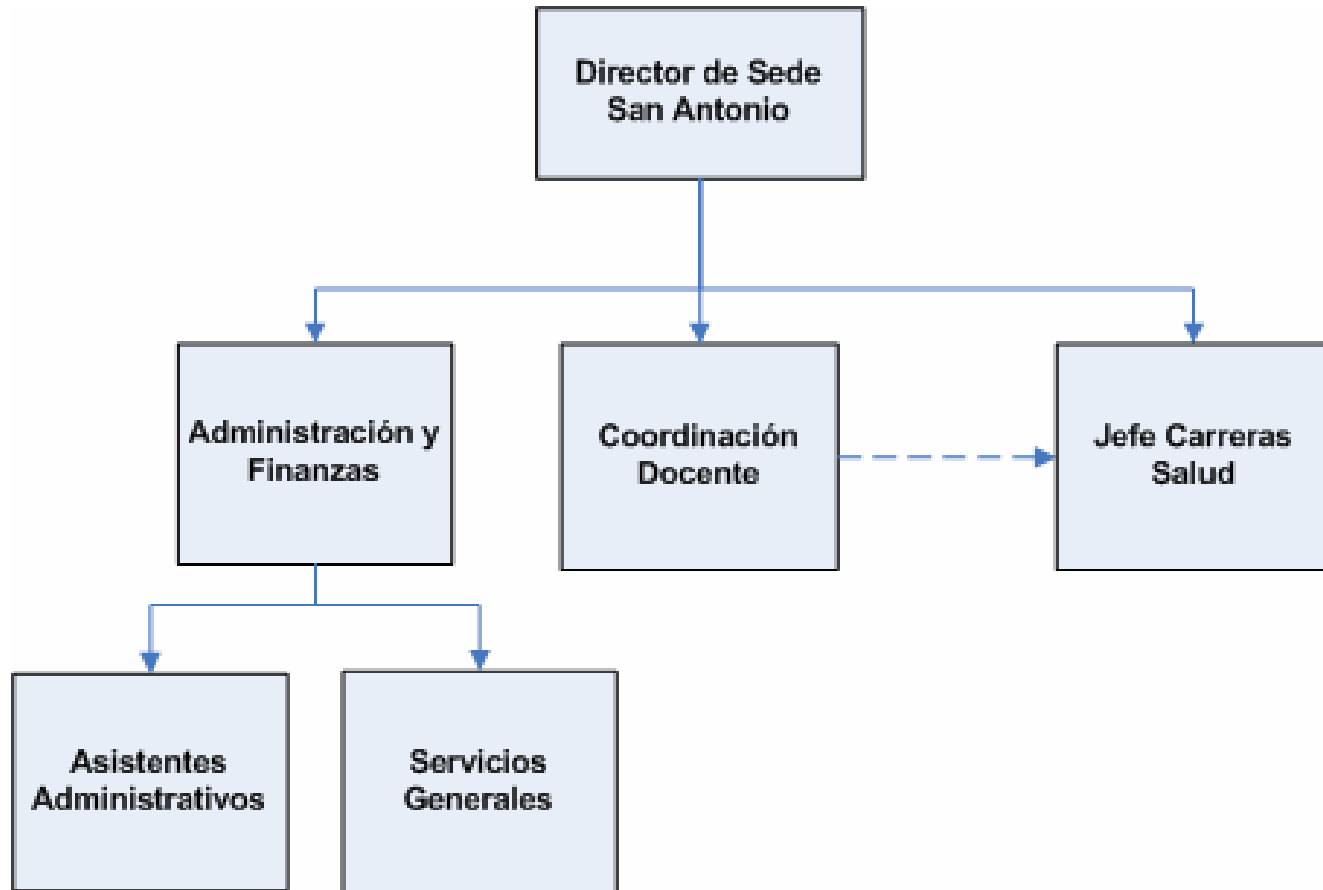 Director de Sede
San Antonio
Administración y
Finanzas
Coordinación
Docente
Jefe Carreras
Salud
Asistentes
Administrativos
Servicios
Generales